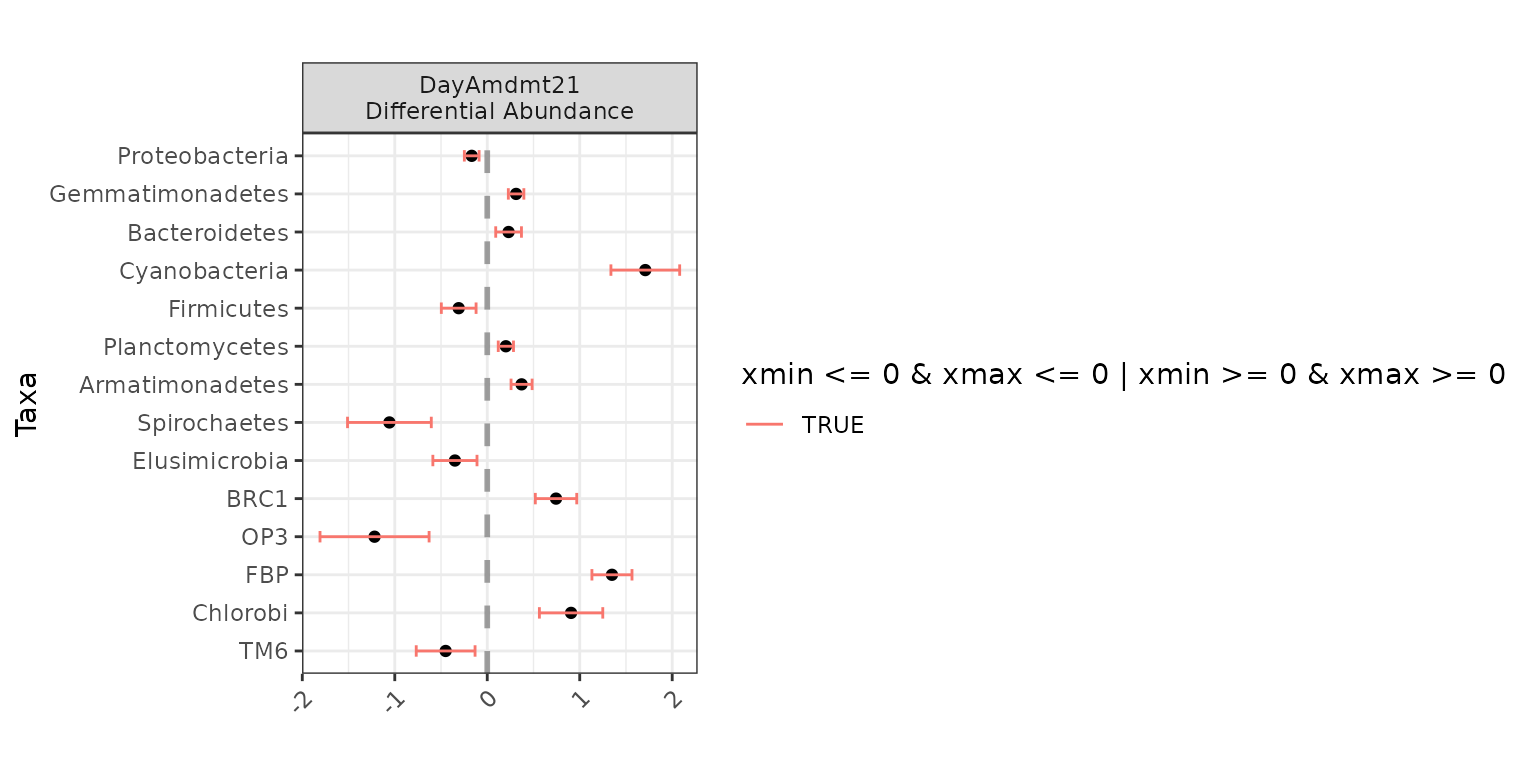 DayAmdmt21
Differential Abundance
Proteobacteria
Gemmatimonadetes
Bacteroidetes
Cyanobacteria
Firmicutes
Planctomycetes
Armatimonadetes
Spirochaetes
Elusimicrobia
BRC1
OP3
FBP
Chlorobi
TM6
Taxa
-2
-1
0
1
2
xmin <= 0 & xmax <= 0 | xmin >= 0 & xmax >= 0
TRUE